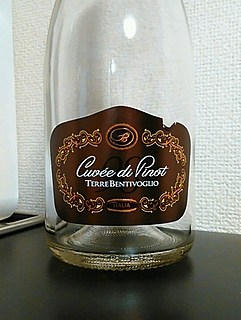 Cuvée di Pinot
TERRE BENTIVOGLIO
ITALIA